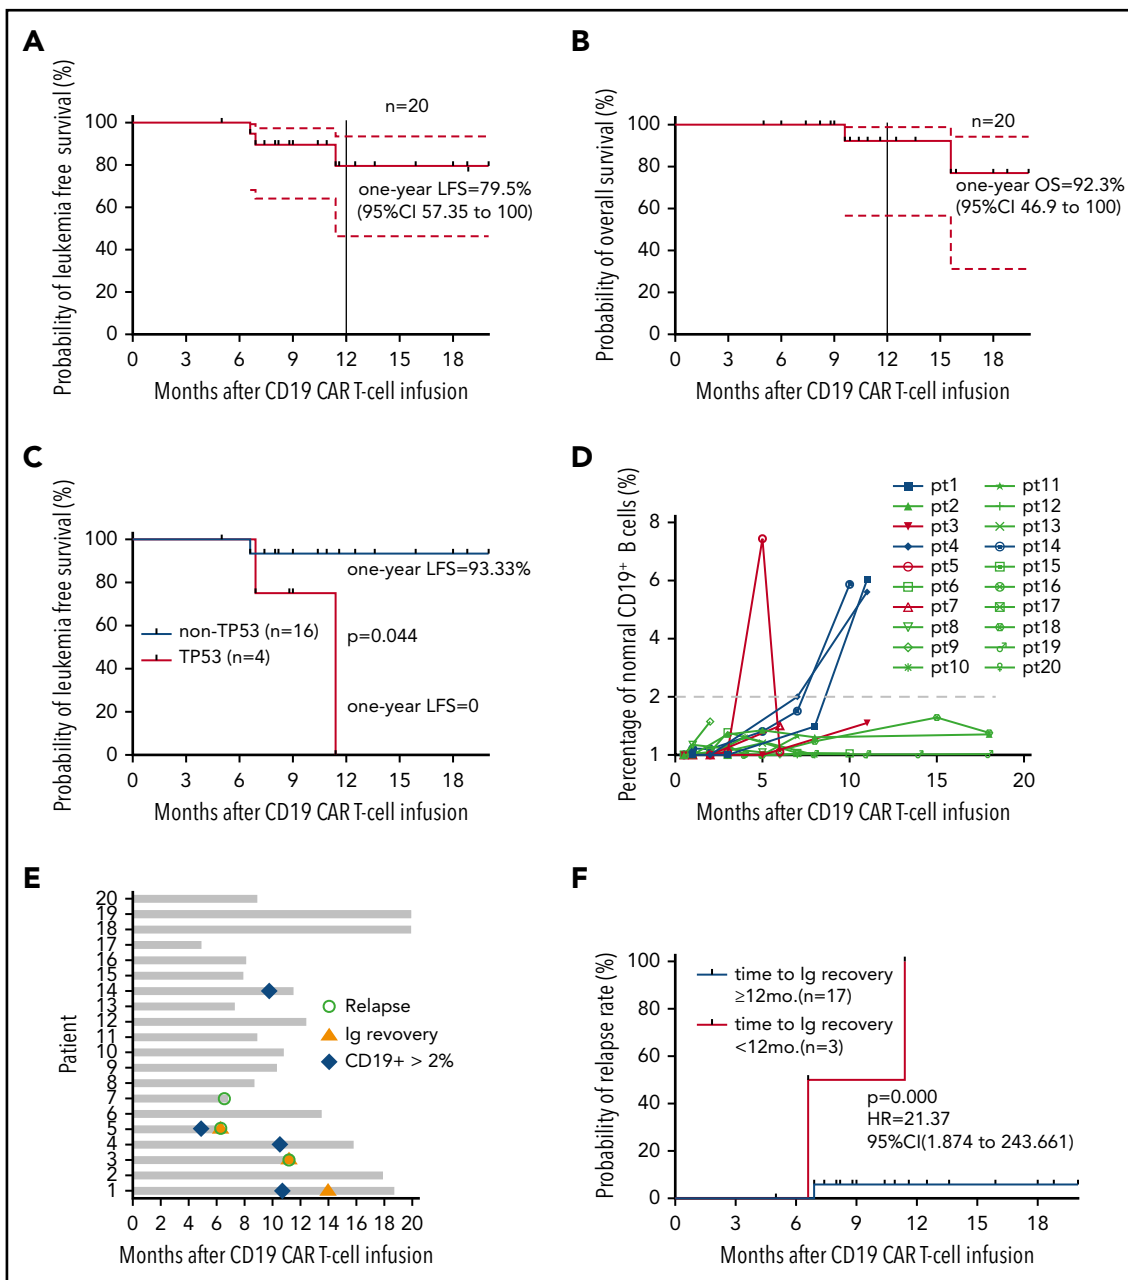 A
Probability of leukemia free survival (%)
100
80
60
40
20
0
n=20
one-year LFS=79.5%
(95%CI 57.35 to 100)
0 3 6 9 12 15 18
Months after CD19 CAR T-cell infusion
B
Probability of overall survival (%)
100
80
60
40
20
0
n=20
one-year OS=92.3%
(95%CI 46.9 to 100)
0 3 6 9 12 15 18
Months after CD19 CAR T-cell infusion
C
Probability of leukemia free survival (%)
100
80
60
40
20
0
one-year LFS=93.33%
non-TP53 (n=16)
TP53 (n=4)
p=0.044
one-year LFS=0
0 3 6 9 12 15 18
Months after CD19 CAR T-cell infusion
D
Percentage of nomnal CD19+ B cells (%)
8
6
4
2
1
1
pt1 pt11
pt2 pt12
pt3 pt13
pt4 pt14
pt5 pt15
pt6 pt16
pt7 pt17
pt8 pt18
pt9 pt19
pt10 pt20
0 5 10 15 20
Months after CD19 CAR T-cell infusion
E
Patient
20
19
18
17
16
15
14
13
12
11
10
9
8
7
6
5
4
3
2
1
Relapse
Ig revovery
CD19+ > 2%
0 2 4 6 8 10 12 14 16 18 20
Months after CD19 CAR T-cell infusion
F
Probability of relapse rate (%)
100
80
60
40
20
0
time to Ig recovery
≥12mo.(n=17)
time to Ig recovery
<12mo.(n=3)
p=0.000
HR=21.37
95%CI(1.874 to 243.661)
0 3 6 9 12 15 18
Months after CD19 CAR T-cell infusion